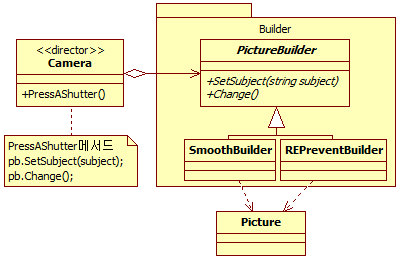 Builder
<<director>>
Camera
+PressAShutter()
PictureBuilder
+SetSubject(string subject)
+Change()
PressAShutter메서드
pb.SetSubject(subject);
pb.Change();
SmoothBuilder
REPreventBuilder
Picture